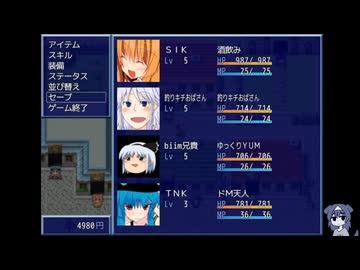 アイテム
スキル
装備
ステータス
並び替え
セーブ
ゲーム終了
4980円
ＳＩＫ 酒飲み
Lv 5 HP 987/ 987
MP 25/ 25
釣りキチおばさん 釣りキチおばさん
Lv 5 HP 714/ 714
MP 24/ 24
biim兄貴 ゆっくりＹＵＭ
Lv 5 HP 706/ 706
MP 26/ 26
ＴＮＫ ドＭ天人
Lv 3 HP 781/ 781
MP 36/ 36